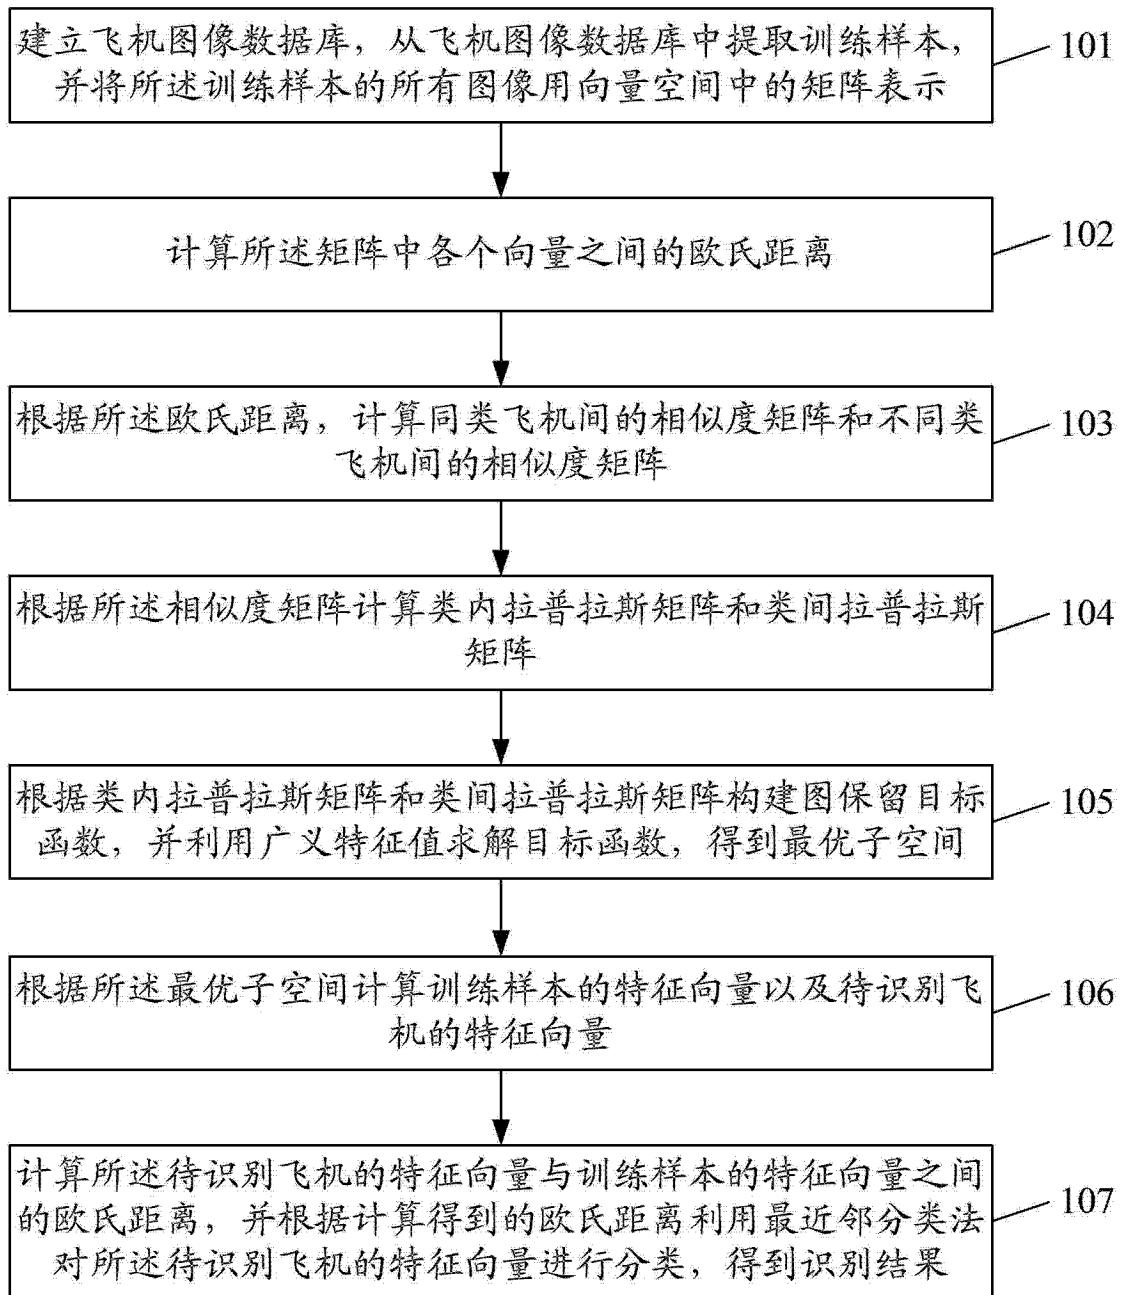 建立飞机图像数据库，从飞机图像数据库中提取训练样本，
并将所述训练样本的所有图像用向量空间中的矩阵表示
101
计算所述矩阵中各个向量之间的欧氏距离
102
根据所述欧氏距离，计算同类飞机间的相似度矩阵和不同类
飞机间的相似度矩阵
103
根据所述相似度矩阵计算类内拉普拉斯矩阵和类间拉普拉斯
矩阵
104
根据类内拉普拉斯矩阵和类间拉普拉斯矩阵构建图保留目标
函数，并利用广义特征值求解目标函数，得到最优子空间
105
根据所述最优子空间计算训练样本的特征向量以及待识别飞
机的特征向量
106
计算所述待识别飞机的特征向量与训练样本的特征向量之间
的欧氏距离，并根据计算得到的欧氏距离利用最近邻分类法
对所述待识别飞机的特征向量进行分类，得到识别结果
107